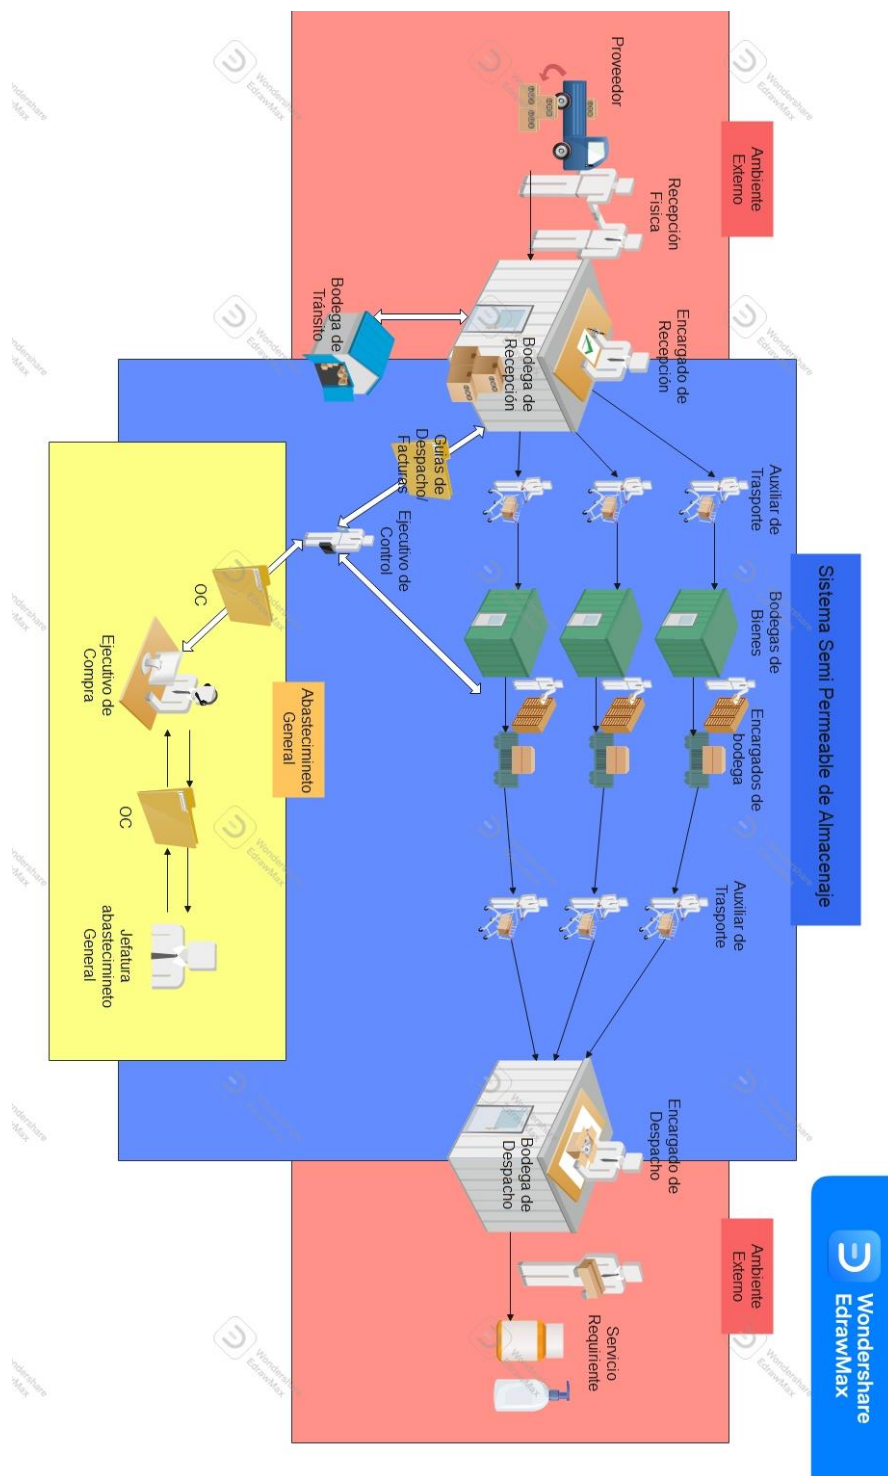 Wondershare
EdrawMax
Sistema Semi Permeable de Almacenaje
Ambiente
Externo
Ambiente
Externo
Proveedor
Recepción
Física
Encargado de
Recepción
Bodega de
Recepción
Bodega de
Tránsito
Auxiliar de
Trasporte
Bodegas de
Bienes
Encargados de
bodega
Auxiliar de
Trasporte
Encargado de
Despacho
Bodega de
Despacho
Servicio
Requiriente
Guías de
Despacho/
Facturas
Ejecutivo de
Control
Abastecimineto
General
OC
Ejecutivo de
Compra
OC
Jefatura
abastecimineto
General
Wondershare
EdrawMax